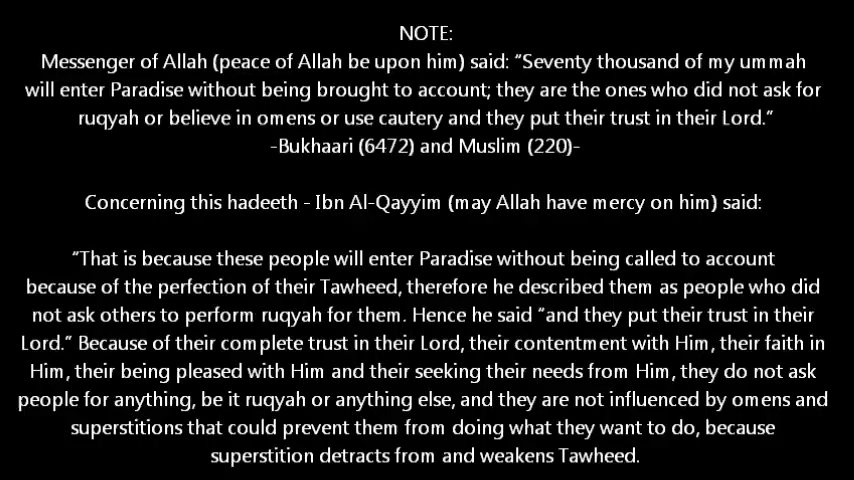 NOTE:
Messenger of Allah (peace of Allah be upon him) said: “Seventy thousand of my ummah
will enter Paradise without being brought to account; they are the ones who did not ask for
ruqyah or believe in omens or use cautery and they put their trust in their Lord.”
-Bukhaari (6472) and Muslim (220)-
Concerning this hadeeth - Ibn Al-Qayyim (may Allah have mercy on him) said:
“That is because these people will enter Paradise without being called to account
because of the perfection of their Tawheed, therefore he described them as people who did
not ask others to perform ruqyah for them. Hence he said “and they put their trust in their
Lord.” Because of their complete trust in their Lord, their contentment with Him, their faith in
Him, their being pleased with Him and their seeking their needs from Him, they do not ask
people for anything, be it ruqyah or anything else, and they are not influenced by omens and
superstitions that could prevent them from doing what they want to do, because
superstition detracts from and weakens Tawheed.